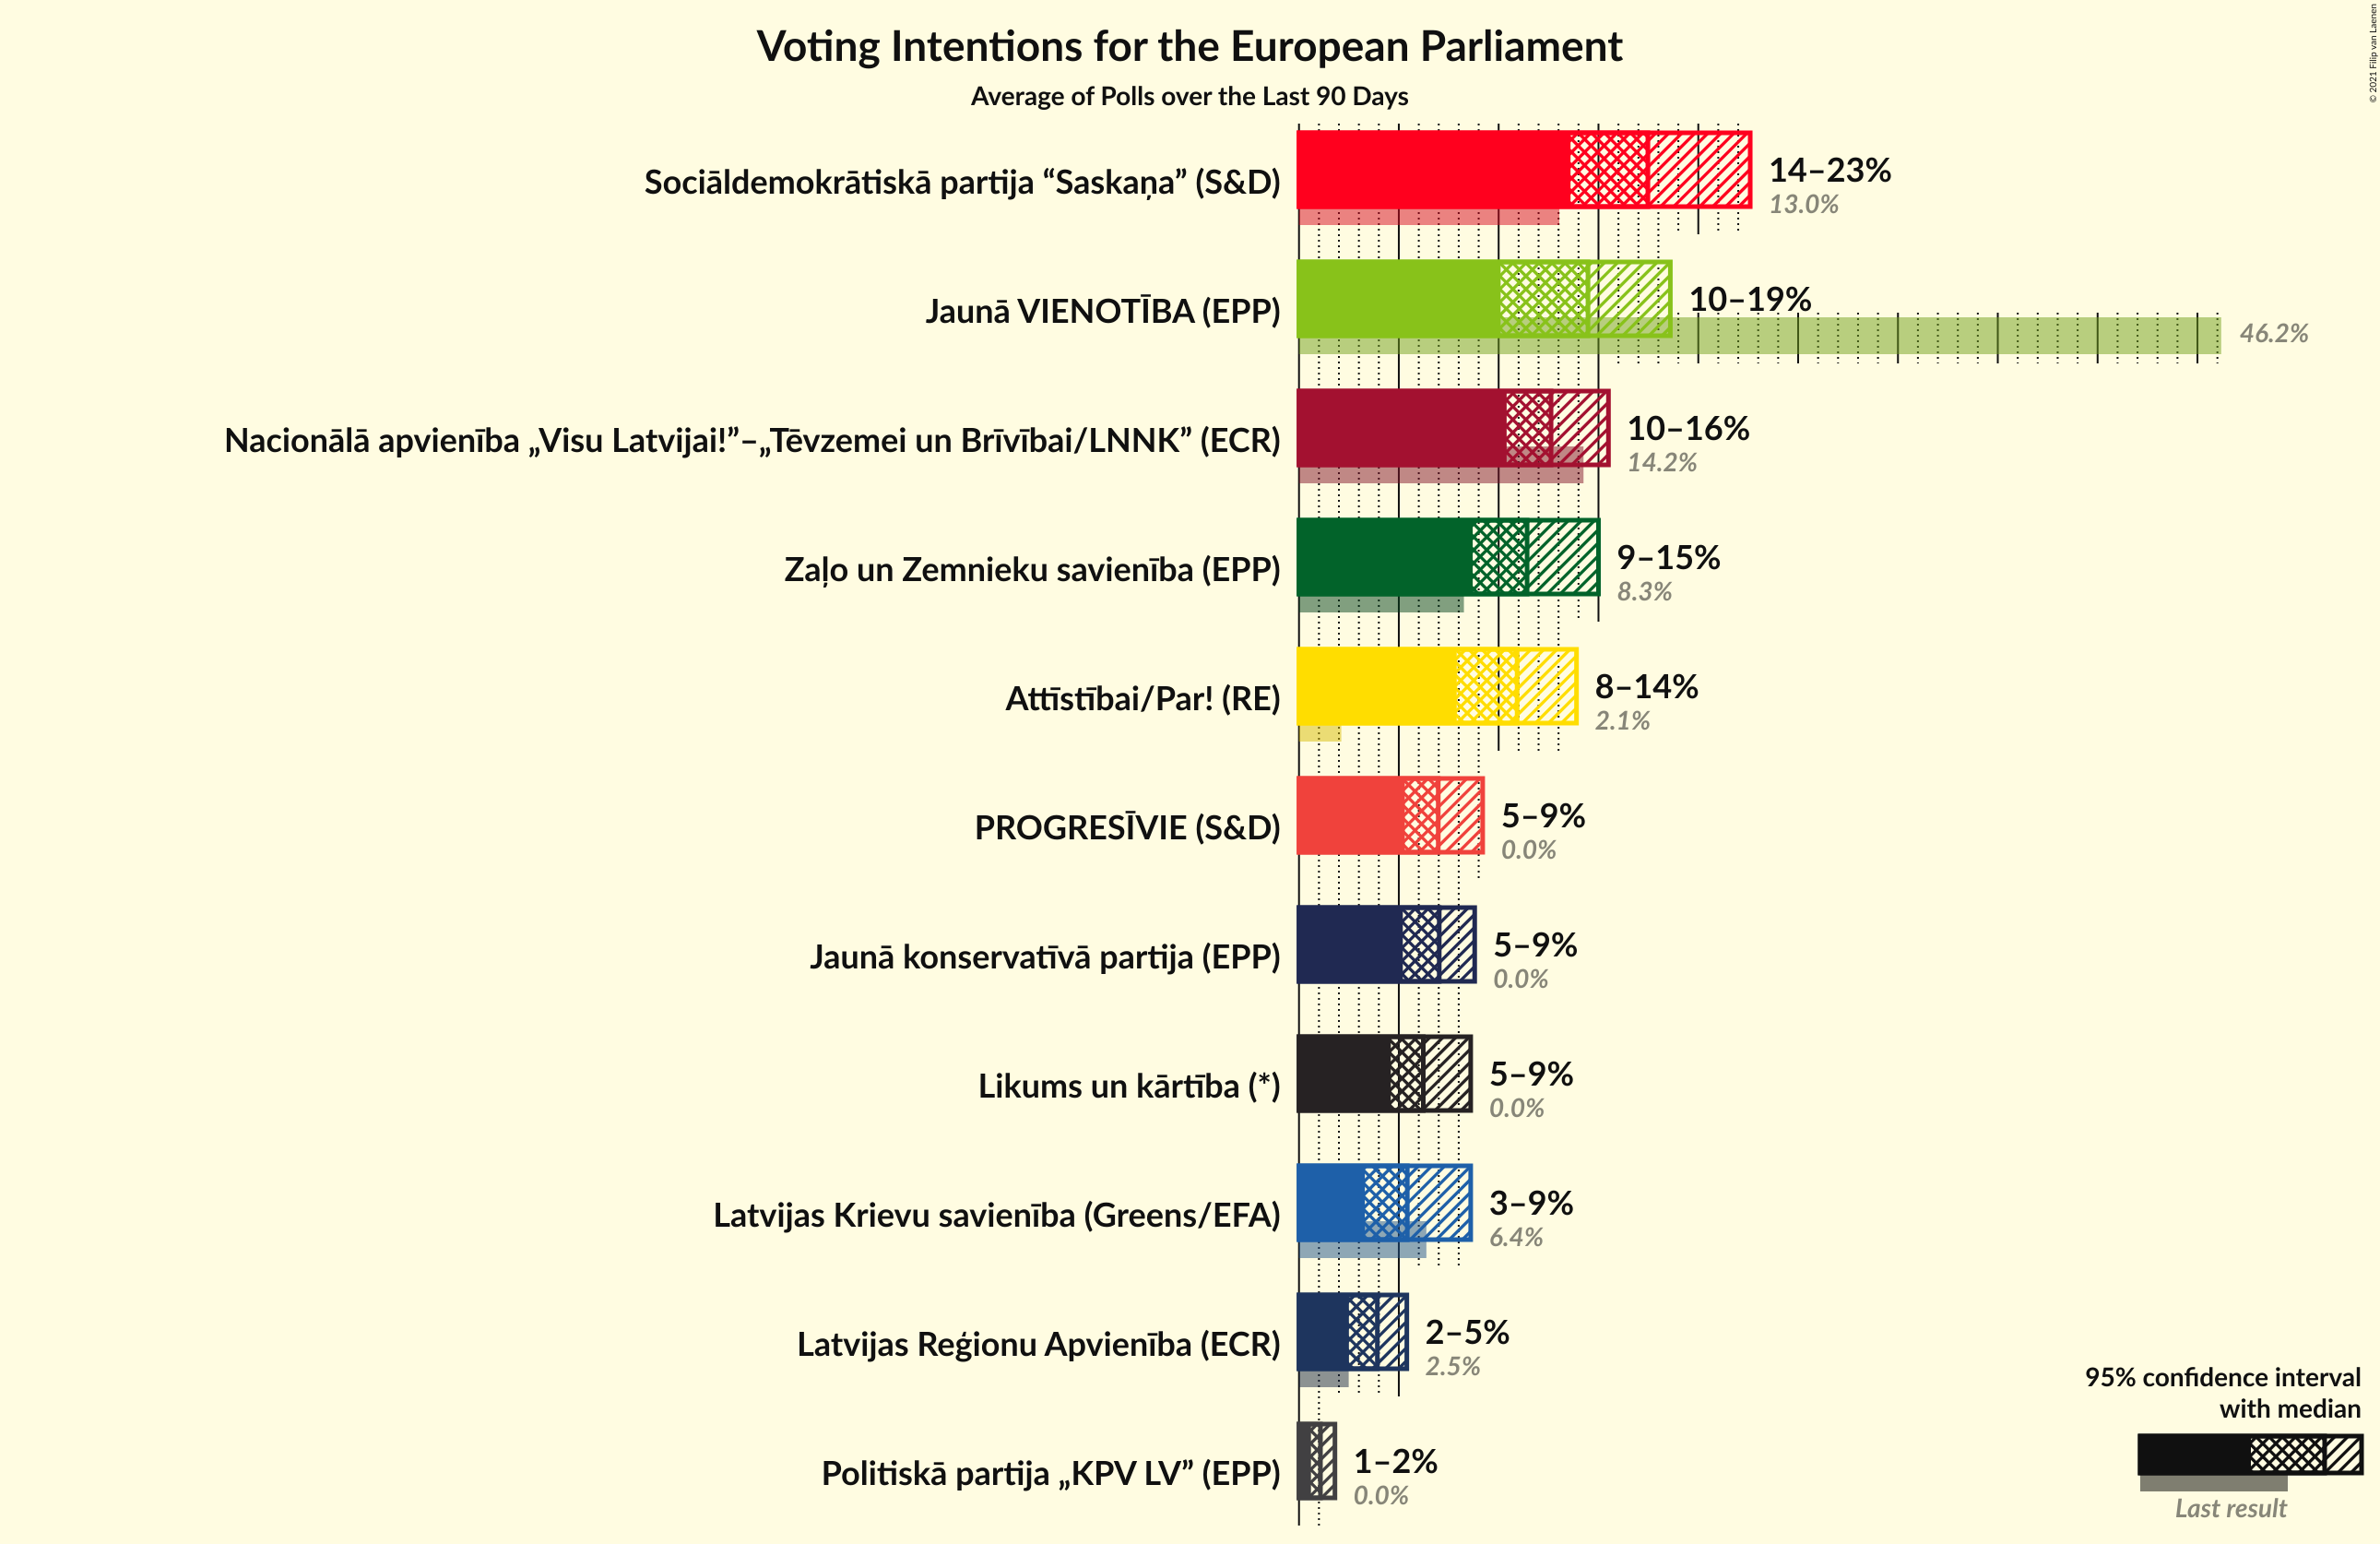 Voting Intentions for the European Parliament
Average of Polls over the Last 90 Days
© 2021 Filip van Laenen
Sociāldemokrātiskā partija “Saskaņa” (S&D)
14–23%
13.0%
Jaunā VIENOTĪBA (EPP)
10–19%
46.2%
Nacionālā apvienība „Visu Latvijai!”–„Tēvzemei un Brīvībai/LNNK” (ECR)
10–16%
14.2%
Zaļo un Zemnieku savienība (EPP)
9–15%
8.3%
Attīstībai/Par! (RE)
8–14%
2.1%
PROGRESĪVIE (S&D)
5–9%
0.0%
Jaunā konservatīvā partija (EPP)
5–9%
0.0%
Likums un kārtība (*)
5–9%
0.0%
Latvijas Krievu savienība (Greens/EFA)
3–9%
6.4%
Latvijas Reģionu Apvienība (ECR)
2–5%
2.5%
Politiskā partija „KPV LV” (EPP)
1–2%
0.0%
95% confidence interval
with median
Last result